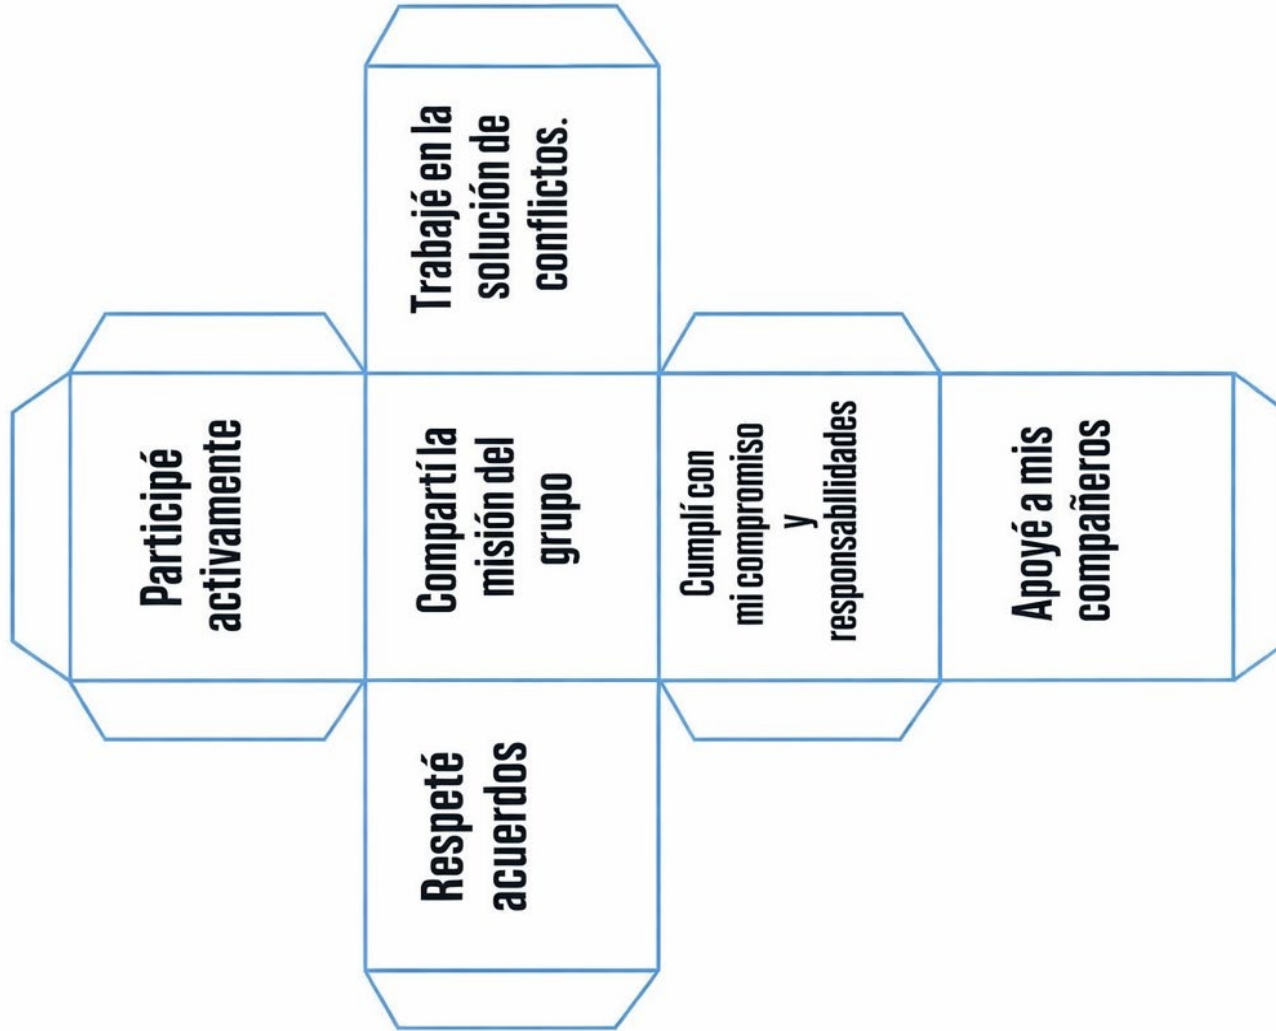 Participé
activamente
Respeté
acuerdos
Compartí la
misión del
grupo
Trabajé en la
solución de
conflictos.
Cumplí con
mi compromiso
y
responsabilidades
Apoyé a mis
compañeros